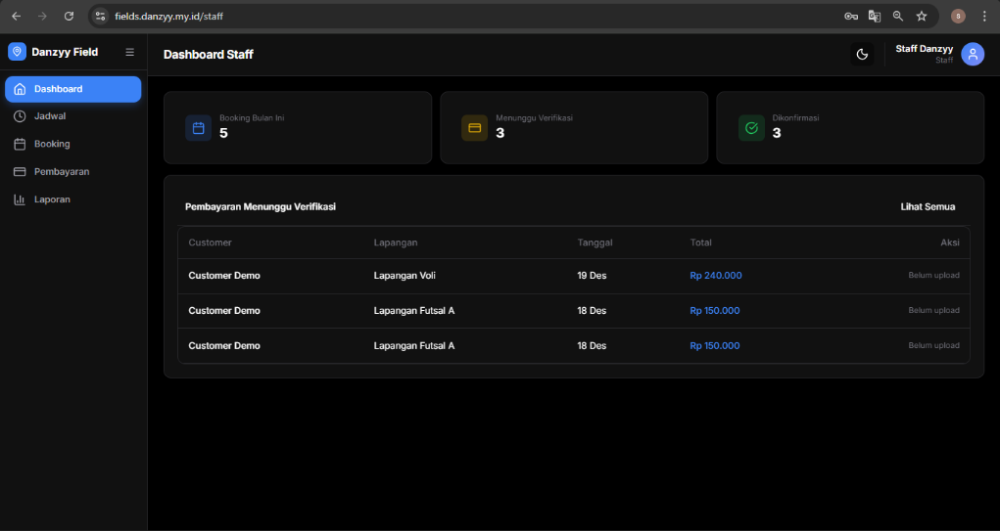 fields.danzyy.my.id/staff
S
Danzyy Field
Dashboard Staff
Staff Danzyy
Staff
Dashboard
Jadwal
Booking
Pembayaran
Laporan
Booking Bulan Ini
5
Menunggu Verifikasi
3
Dikonfirmasi
3
Pembayaran Menunggu Verifikasi
Lihat Semua
Customer Lapangan Tanggal Total Aksi
Customer Demo Lapangan Voli 19 Des Rp 240.000 Belum upload
Customer Demo Lapangan Futsal A 18 Des Rp 150.000 Belum upload
Customer Demo Lapangan Futsal A 18 Des Rp 150.000 Belum upload